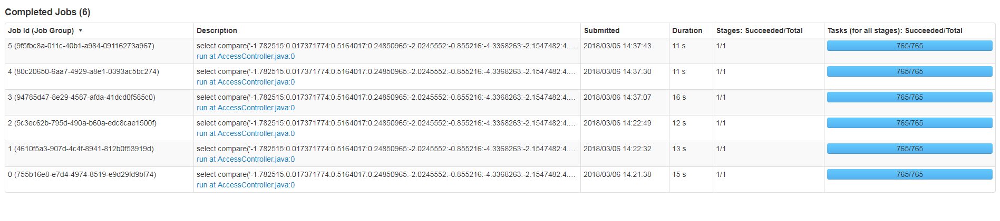 Completed Jobs (6)
Job Id (Job Group) Description Submitted Duration Stages: Succeeded/Total Tasks (for all stages): Succeeded/Total
5 (9f5fbc8a-011c-40b1-a984-09116273a967) select compare('-1.782515:0.017371774:0.5164017:0.24850965:-2.0245552:-0.855216:-4.3368263:-2.1547482:4.... 2018/03/06 14:37:43 11 s 1/1 765/765
run at AccessController.java:0
4 (80c20650-6aa7-4929-a8e1-0393ac5bc274) select compare('-1.782515:0.017371774:0.5164017:0.24850965:-2.0245552:-0.855216:-4.3368263:-2.1547482:4.... 2018/03/06 14:37:30 11 s 1/1 765/765
run at AccessController.java:0
3 (94785d47-8e29-4587-afda-41dcd0f585c0) select compare('-1.782515:0.017371774:0.5164017:0.24850965:-2.0245552:-0.855216:-4.3368263:-2.1547482:4.... 2018/03/06 14:37:07 16 s 1/1 765/765
run at AccessController.java:0
2 (5c3ec62b-795d-490a-b60a-edc8cae1500f) select compare('-1.782515:0.017371774:0.5164017:0.24850965:-2.0245552:-0.855216:-4.3368263:-2.1547482:4.... 2018/03/06 14:22:49 12 s 1/1 765/765
run at AccessController.java:0
1 (4610f5a3-907d-4c4f-8941-812b0f53919d) select compare('-1.782515:0.017371774:0.5164017:0.24850965:-2.0245552:-0.855216:-4.3368263:-2.1547482:4.... 2018/03/06 14:22:32 13 s 1/1 765/765
run at AccessController.java:0
0 (755b16e8-e7d4-4974-8519-e9d29fd9bf74) select compare('-1.782515:0.017371774:0.5164017:0.24850965:-2.0245552:-0.855216:-4.3368263:-2.1547482:4.... 2018/03/06 14:21:38 15 s 1/1 765/765
run at AccessController.java:0